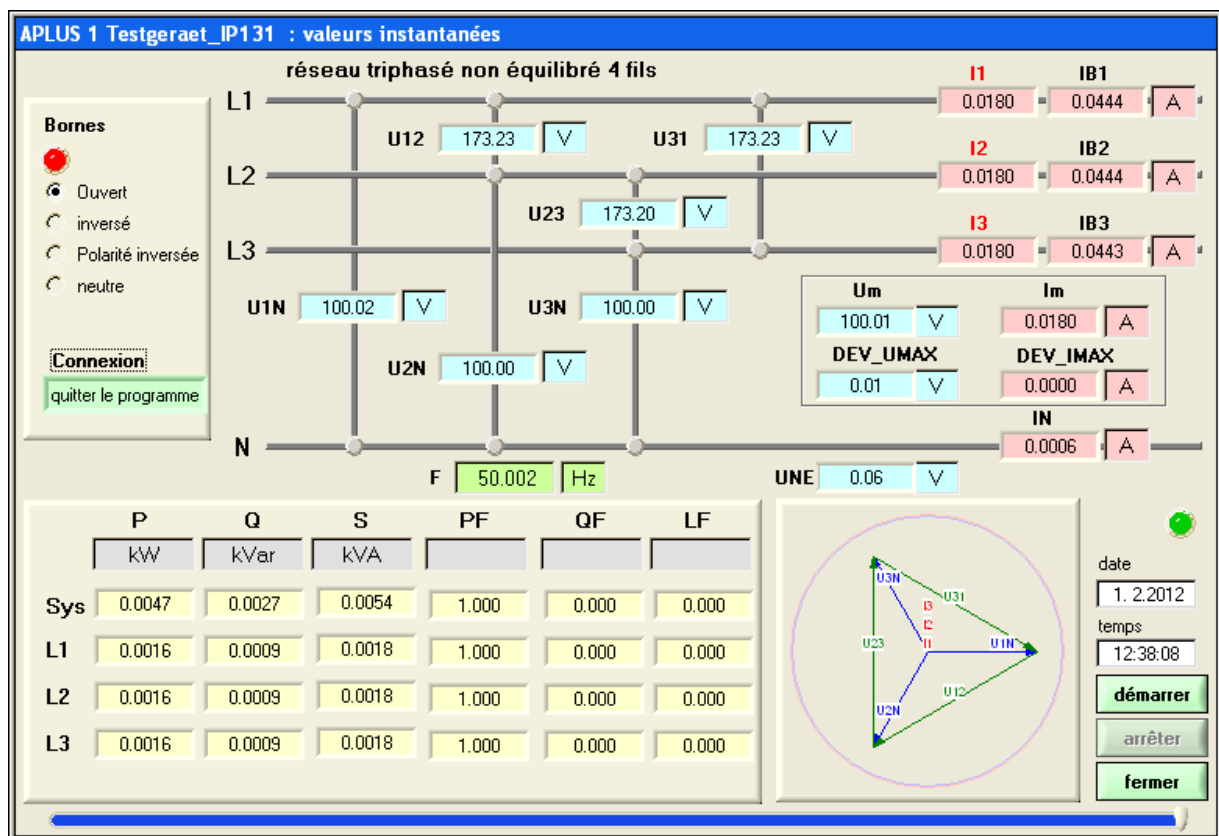 APLUS 1 Testgeraet_IP131 : valeurs instantanées
réseau triphasé non équilibré 4 fils
I1 IB1
L1 0.0180 0.0444 A
Bornes
U12 173.23 V U31 173.23 V
I2 IB2
L2 0.0180 0.0444 A
Ouvert
U23 173.20 V
inversé
I3 IB3
Polarité inversée
L3 0.0180 0.0443 A
neutre
Um Im
U1N 100.02 V U3N 100.00 V
100.01 V 0.0180 A
DEV_UMAX DEV_IMAX
Connexion
U2N 100.00 V
0.01 V 0.0000 A
quitter le programme
IN
N 0.0006 A
F 50.002 Hz UNE 0.06 V
P Q S PF QF LF
kW kVar kVA
Sys 0.0047 0.0027 0.0054 1.000 0.000 0.000
L1 0.0016 0.0009 0.0018 1.000 0.000 0.000
L2 0.0016 0.0009 0.0018 1.000 0.000 0.000
L3 0.0016 0.0009 0.0018 1.000 0.000 0.000
U3N
U31
I3
I2
U23 I1 U1N
U12
U2N
date
1. 2.2012
temps
12:38:08
démarrer
arrêter
fermer